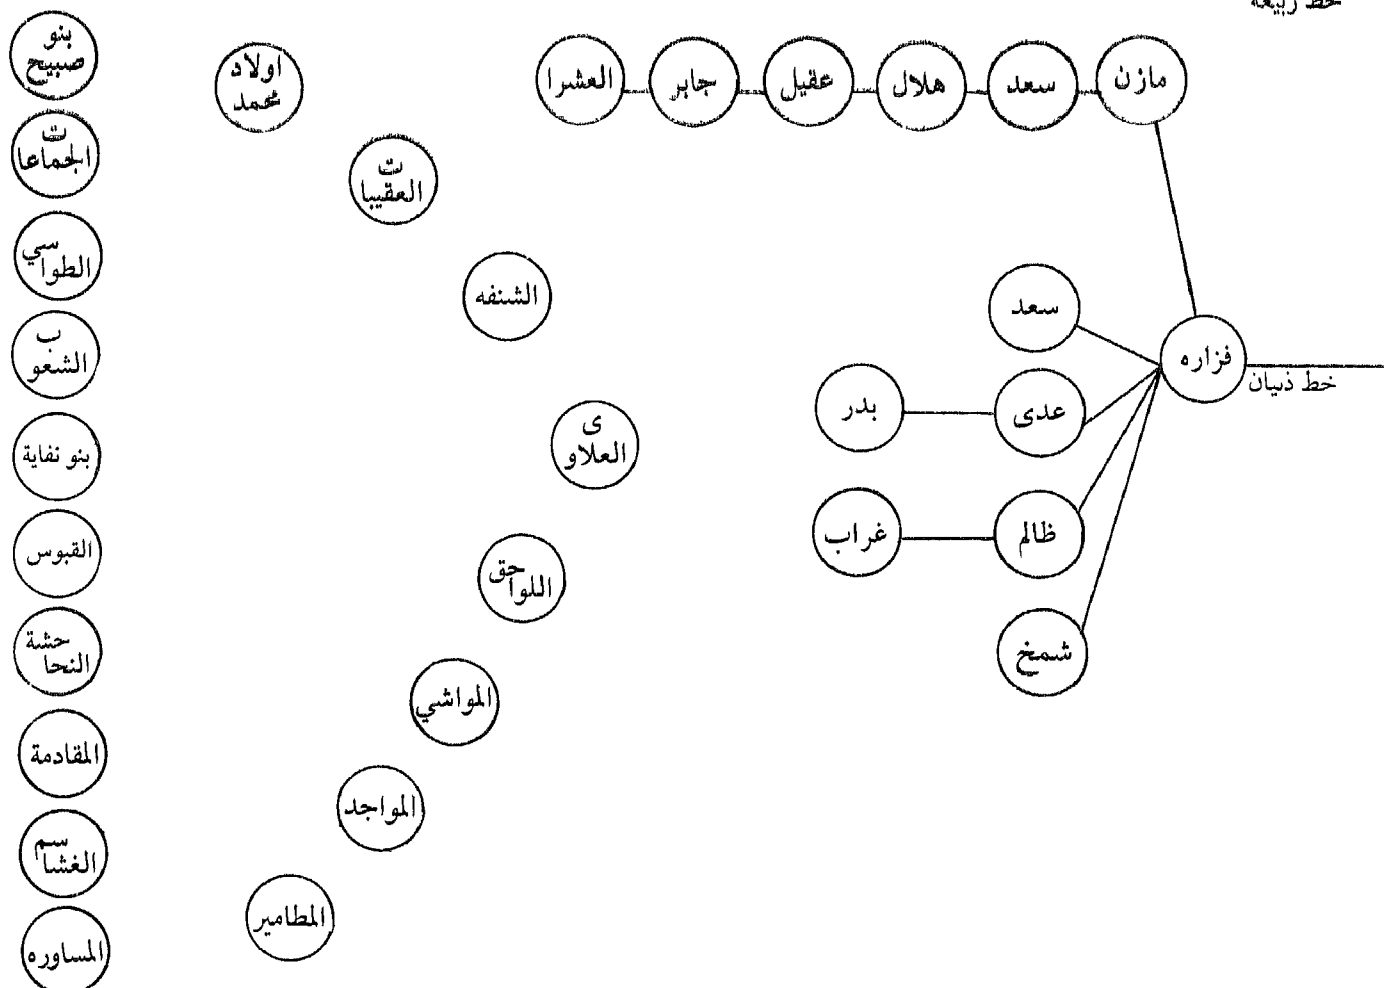 خط ربيعه
مازن
سعد
هلال
عقيل
جابر
العشرا
سعد
فزاره
خط ذبيان
عدى
بدر
ظالم
غراب
شمخ
اولاد
محمد
العقيبات
الشنفه
العلاوى
اللواحق
المواشي
المواجد
المطامير
بنو
صبيح
الجماعات
الطواسي
الشعوب
بنو نفاية
القبوس
النحاحشة
المقادمة
الغشاسم
المساوره